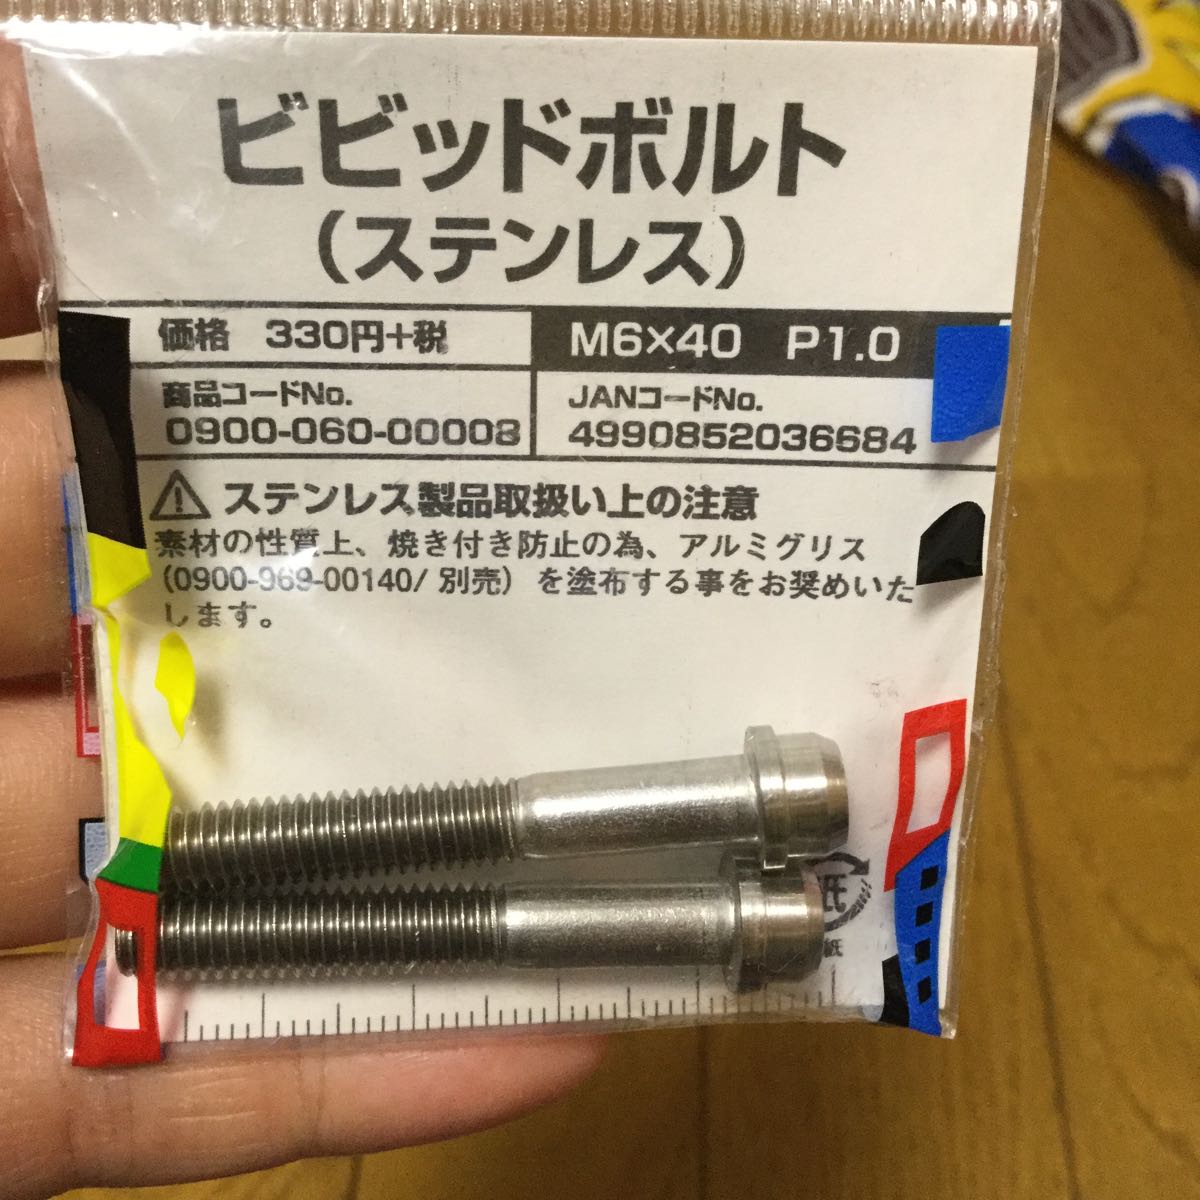 ビビッドボルト
(ステンレス)
価格 330円+税
M6×40 P1.0
商品コードNo.
0900-060-00008
JANコードNo.
4990852036684
⚠ステンレス製品取扱い上の注意
素材の性質上、焼き付き防止の為、アルミグリス
(0900-969-00140/別売)を塗布する事をお奨めいた
します。
紙